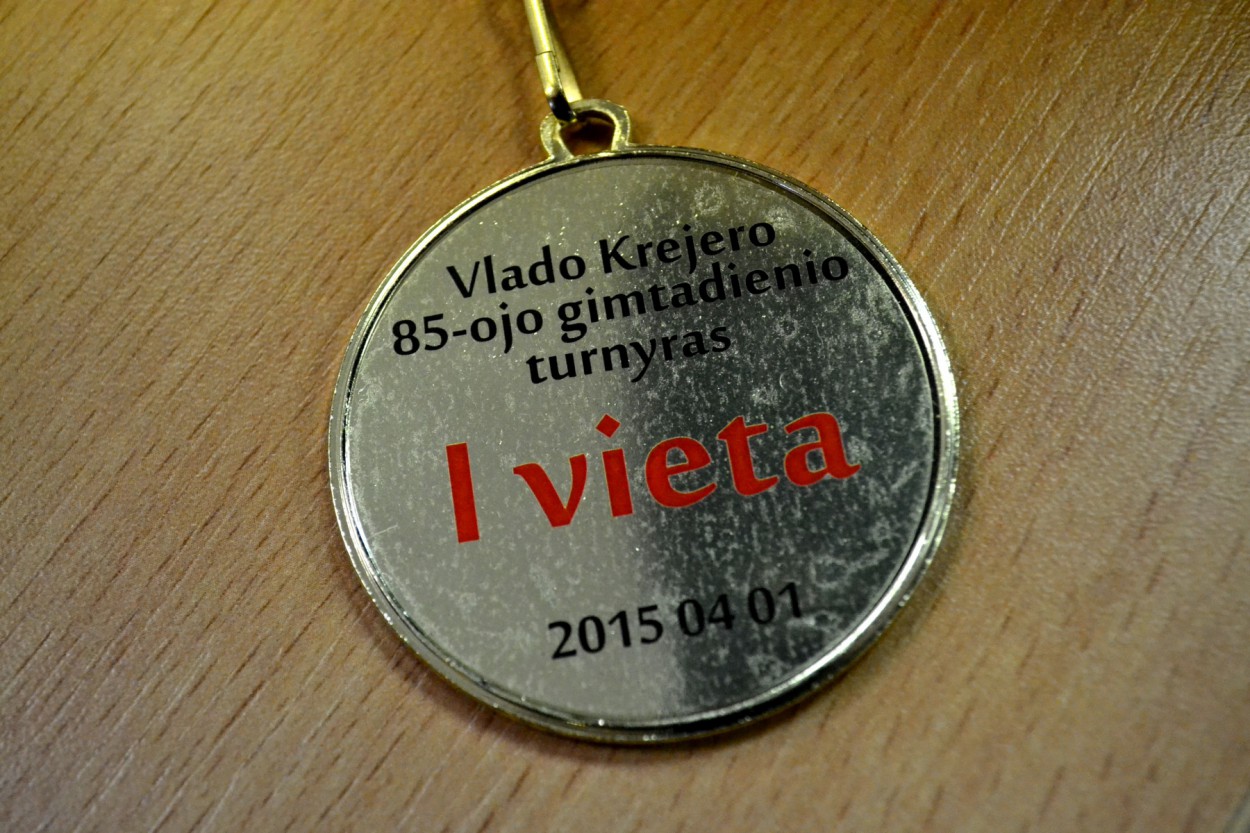 Vlado Krejero
85-ojo gimtadienio
turnyras
I vieta
2015 04 01